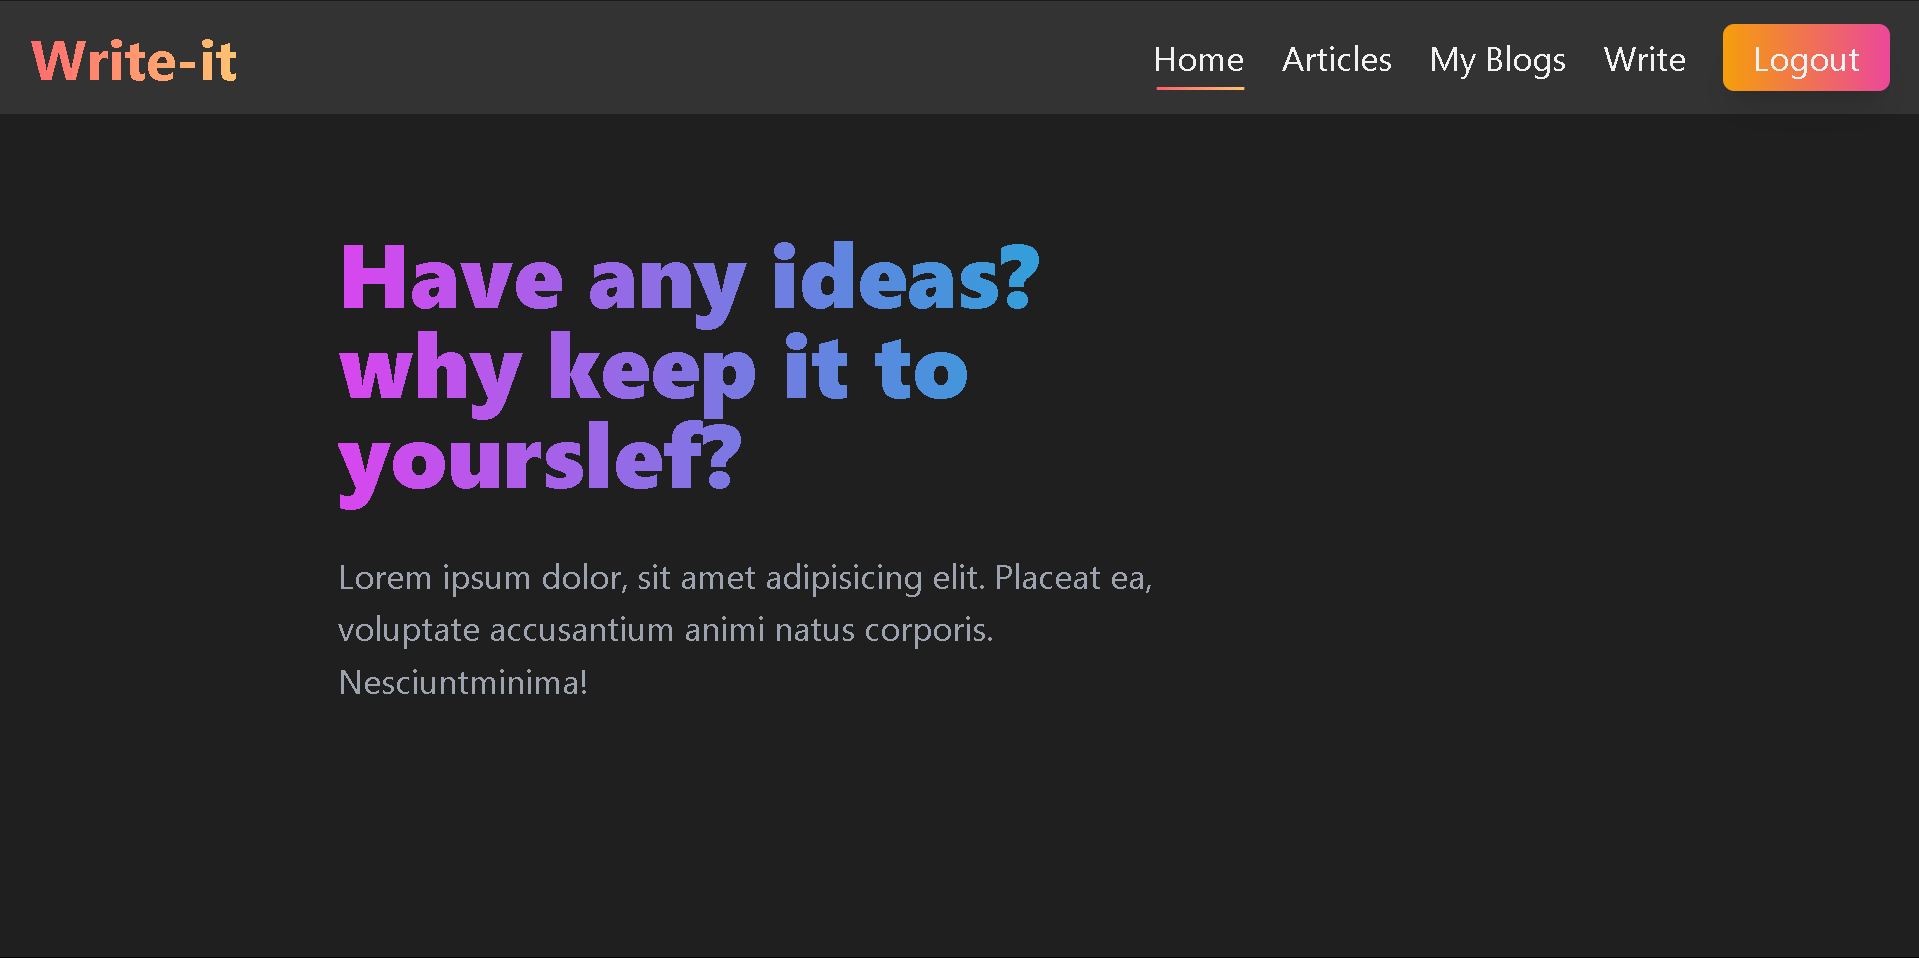 Write-it
Home Articles My Blogs Write Logout
Have any ideas?
why keep it to
yourslef?
Lorem ipsum dolor, sit amet adipisicing elit. Placeat ea,
voluptate accusantium animi natus corporis.
Nesciuntminima!